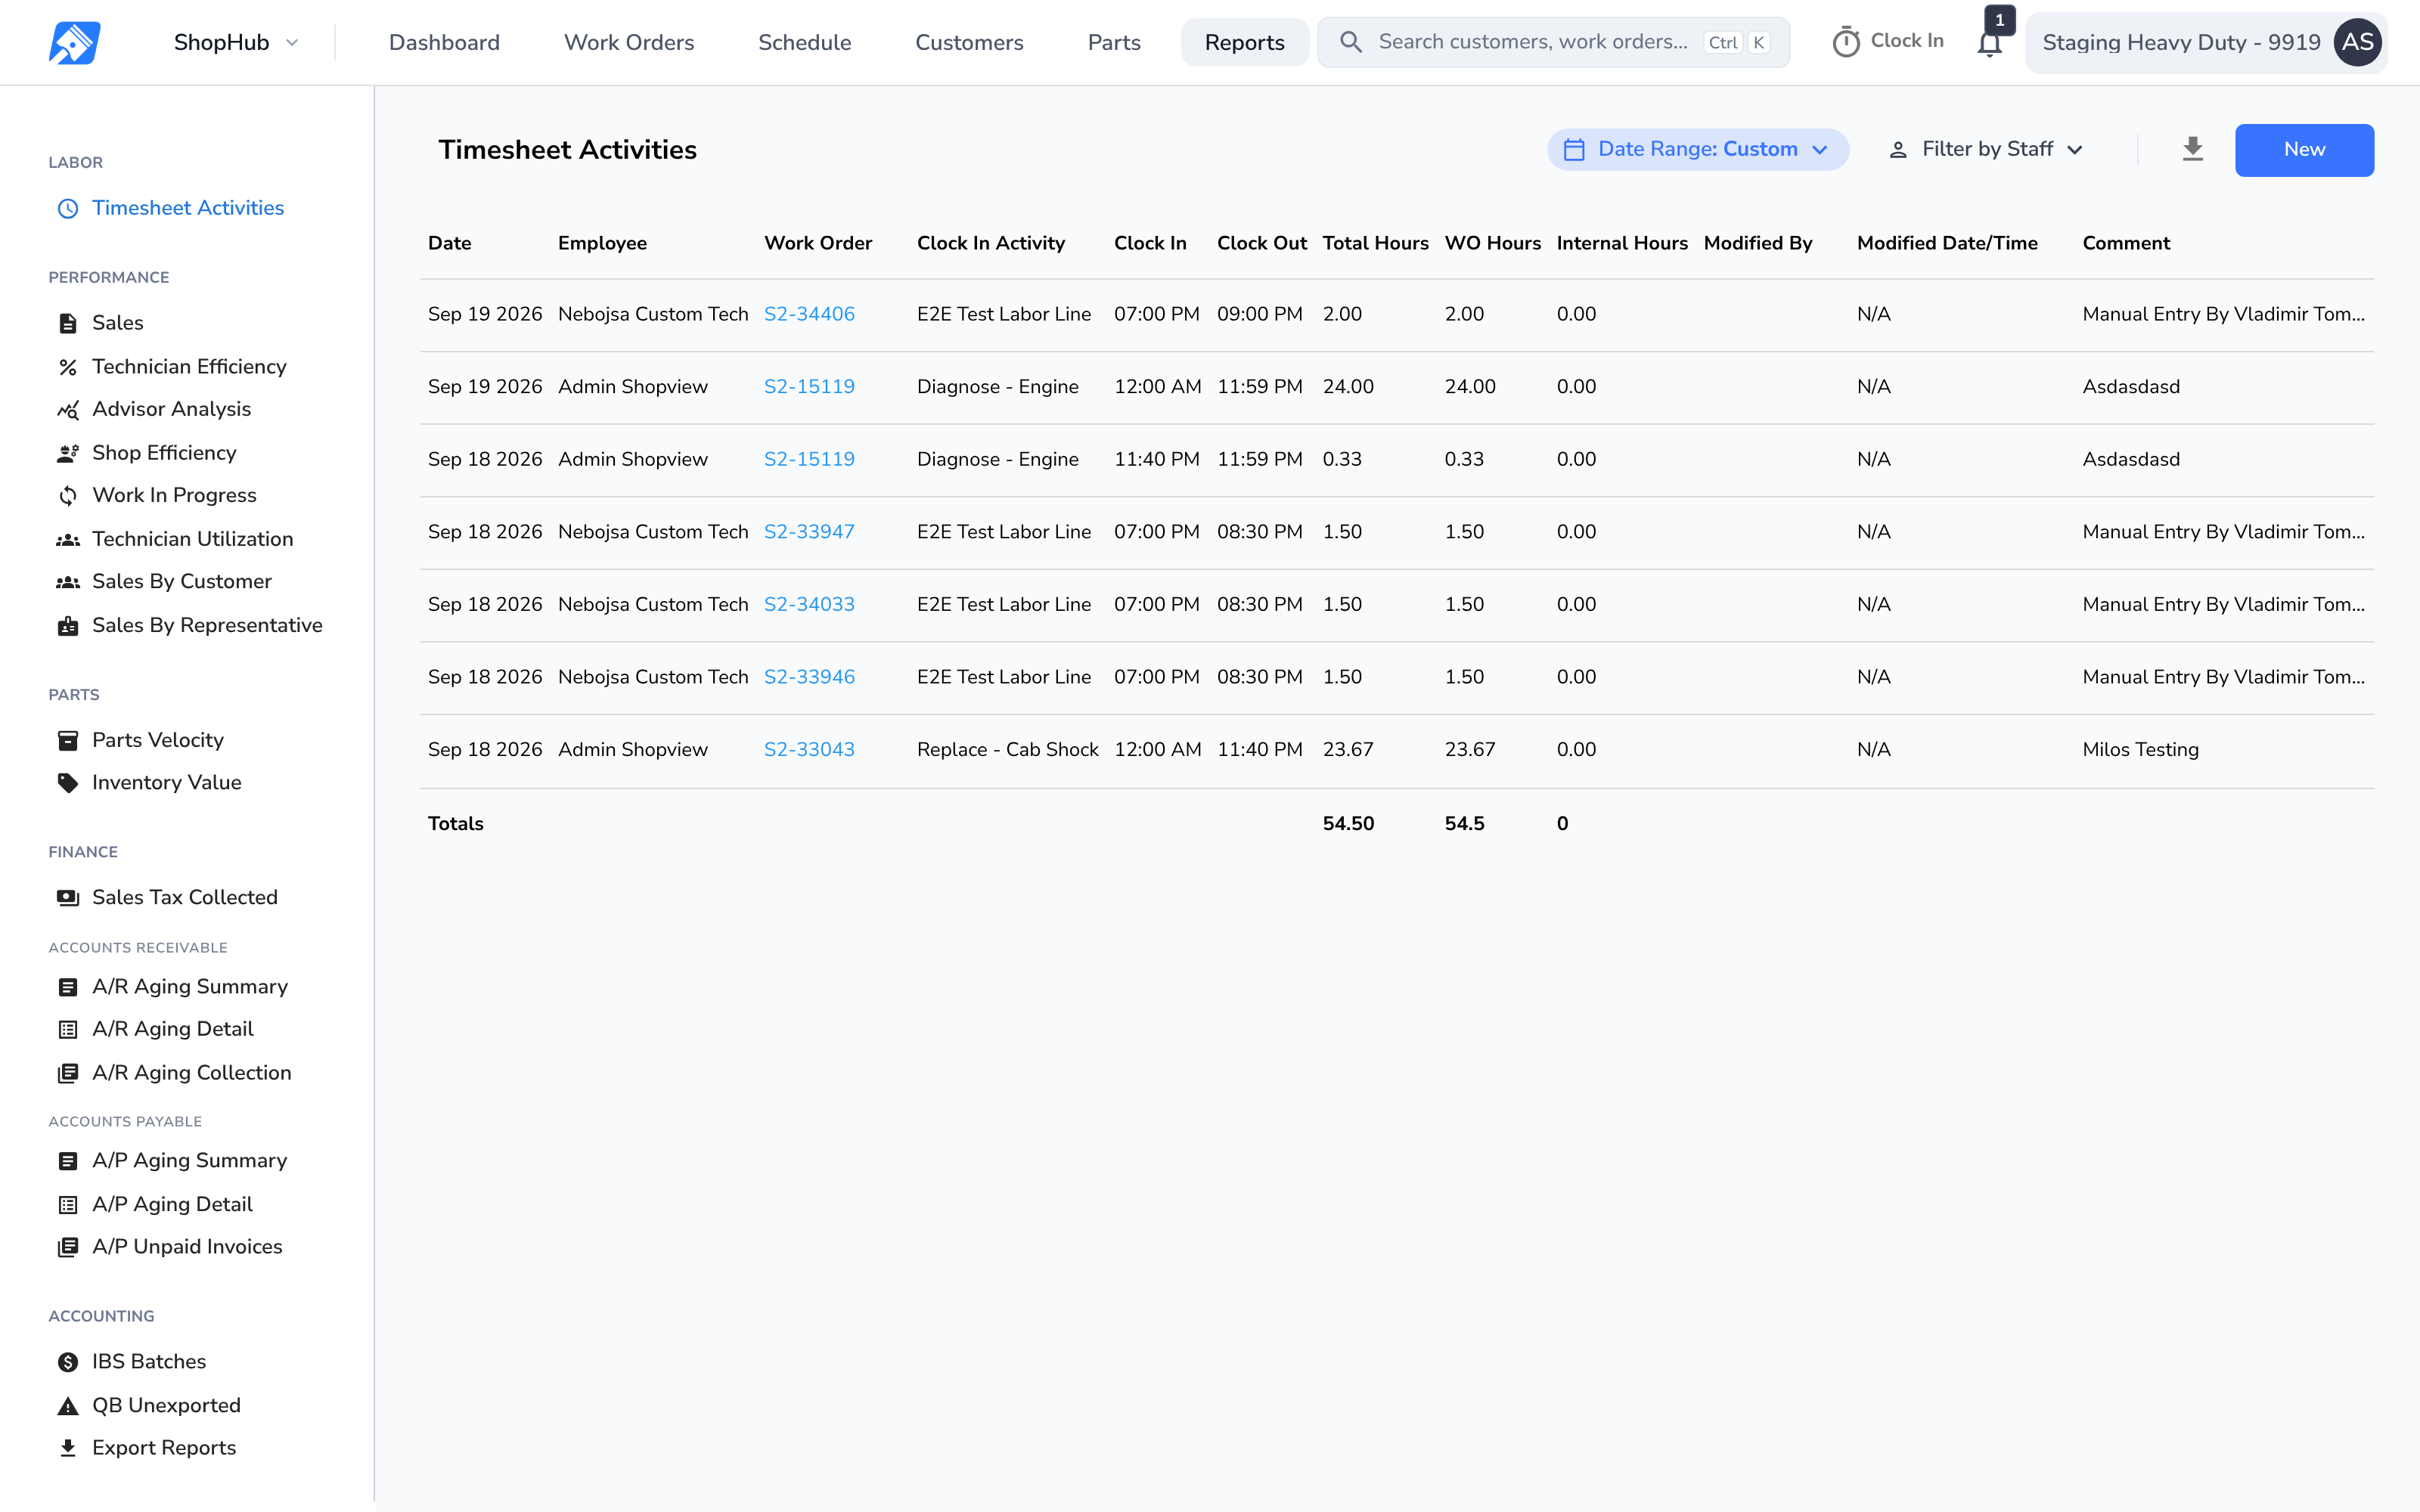 ShopHub Dashboard Work Orders Schedule Customers Parts Reports Search customers, work orders... Ctrl K Clock In 1 Staging Heavy Duty - 9919 AS
LABOR
Timesheet Activities
PERFORMANCE
Sales
Technician Efficiency
Advisor Analysis
Shop Efficiency
Work In Progress
Technician Utilization
Sales By Customer
Sales By Representative
PARTS
Parts Velocity
Inventory Value
FINANCE
Sales Tax Collected
ACCOUNTS RECEIVABLE
A/R Aging Summary
A/R Aging Detail
A/R Aging Collection
ACCOUNTS PAYABLE
A/P Aging Summary
A/P Aging Detail
A/P Unpaid Invoices
ACCOUNTING
IBS Batches
QB Unexported
Export Reports
Timesheet Activities Date Range: Custom Filter by Staff New
Date Employee Work Order Clock In Activity Clock In Clock Out Total Hours WO Hours Internal Hours Modified By Modified Date/Time Comment
Sep 19 2026 Nebojsa Custom Tech S2-34406 E2E Test Labor Line 07:00 PM 09:00 PM 2.00 2.00 0.00 N/A Manual Entry By Vladimir Tom...
Sep 19 2026 Admin Shopview S2-15119 Diagnose - Engine 12:00 AM 11:59 PM 24.00 24.00 0.00 N/A Asdasdasd
Sep 18 2026 Admin Shopview S2-15119 Diagnose - Engine 11:40 PM 11:59 PM 0.33 0.33 0.00 N/A Asdasdasd
Sep 18 2026 Nebojsa Custom Tech S2-33947 E2E Test Labor Line 07:00 PM 08:30 PM 1.50 1.50 0.00 N/A Manual Entry By Vladimir Tom...
Sep 18 2026 Nebojsa Custom Tech S2-34033 E2E Test Labor Line 07:00 PM 08:30 PM 1.50 1.50 0.00 N/A Manual Entry By Vladimir Tom...
Sep 18 2026 Nebojsa Custom Tech S2-33946 E2E Test Labor Line 07:00 PM 08:30 PM 1.50 1.50 0.00 N/A Manual Entry By Vladimir Tom...
Sep 18 2026 Admin Shopview S2-33043 Replace - Cab Shock 12:00 AM 11:40 PM 23.67 23.67 0.00 N/A Milos Testing
Totals 54.50 54.5 0